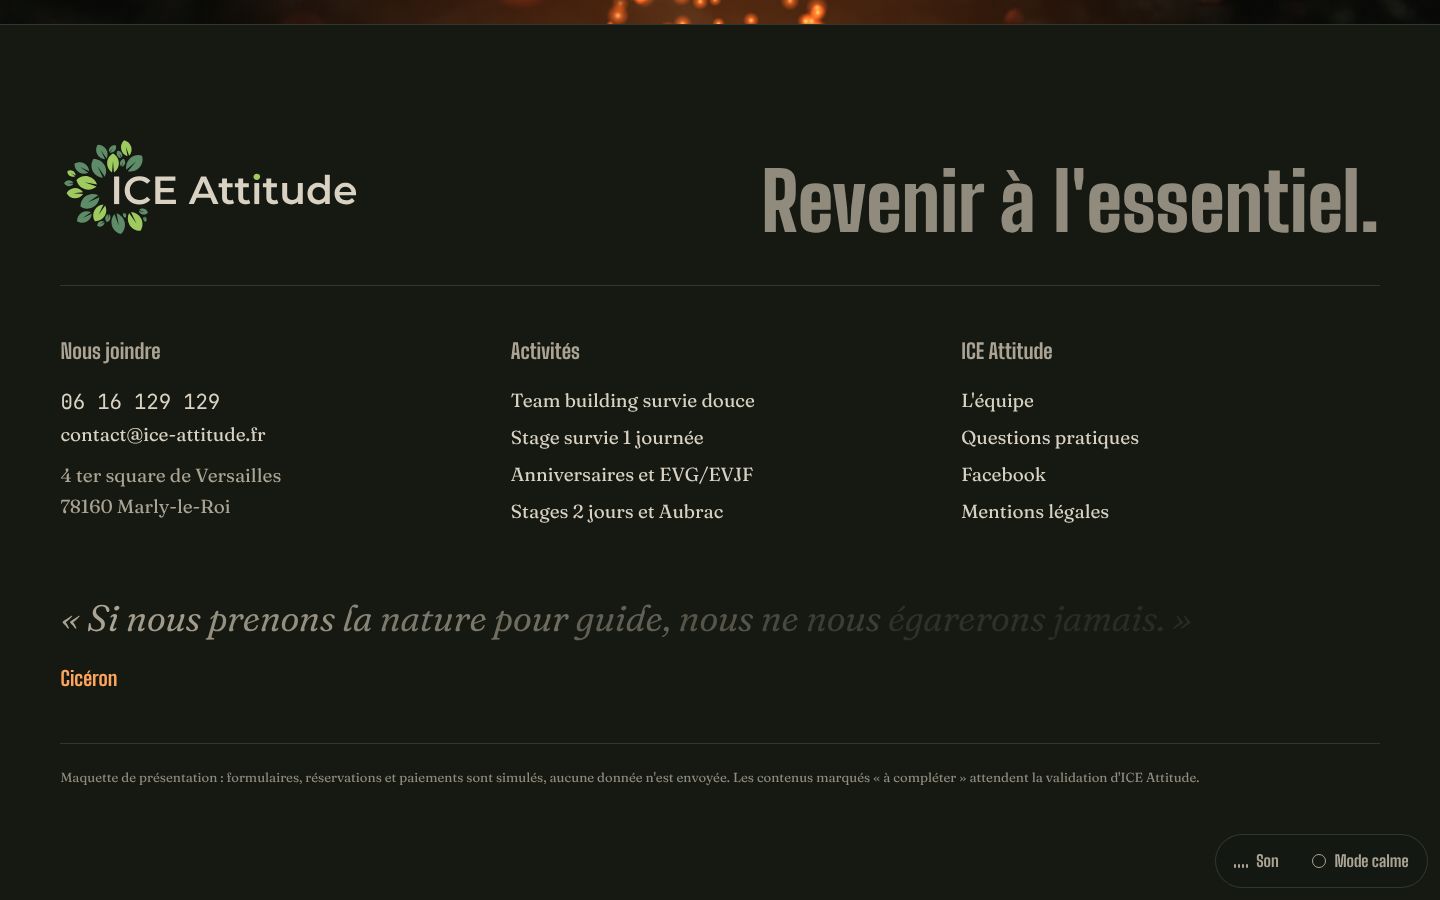 ICE Attitude
Revenir à l'essentiel.
Nous joindre
06 16 129 129
contact@ice-attitude.fr
4 ter square de Versailles
78160 Marly-le-Roi
Activités
Team building survie douce
Stage survie 1 journée
Anniversaires et EVG/EVJF
Stages 2 jours et Aubrac
ICE Attitude
L'équipe
Questions pratiques
Facebook
Mentions légales
« Si nous prenons la nature pour guide, nous ne nous égarerons jamais. »
Cicéron
Maquette de présentation : formulaires, réservations et paiements sont simulés, aucune donnée n'est envoyée. Les contenus marqués « à compléter » attendent la validation d'ICE Attitude.
Son
Mode calme